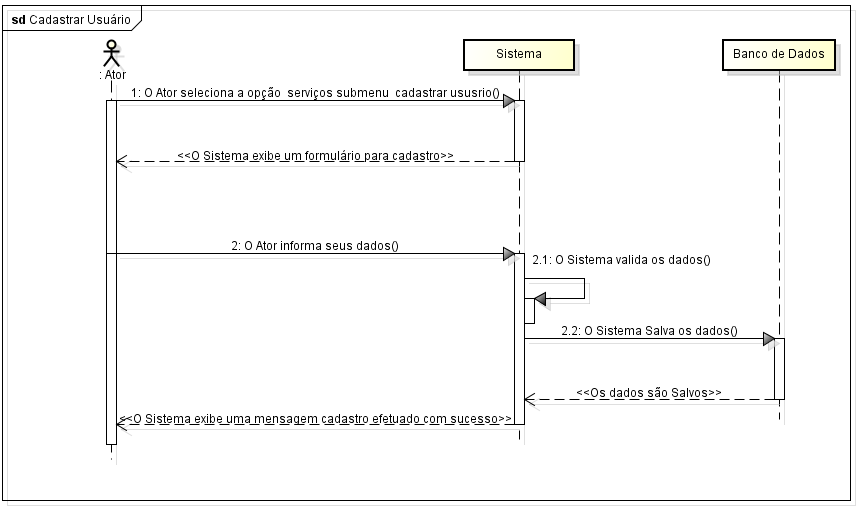 sd Cadastrar Usuário
: Ator
Sistema
Banco de Dados
1: O Ator seleciona a opção serviços submenu cadastrar ususrio()
<<O Sistema exibe um formulário para cadastro>>
2: O Ator informa seus dados()
2.1: O Sistema valida os dados()
2.2: O Sistema Salva os dados()
<<Os dados são Salvos>>
<<O Sistema exibe uma mensagem cadastro efetuado com sucesso>>